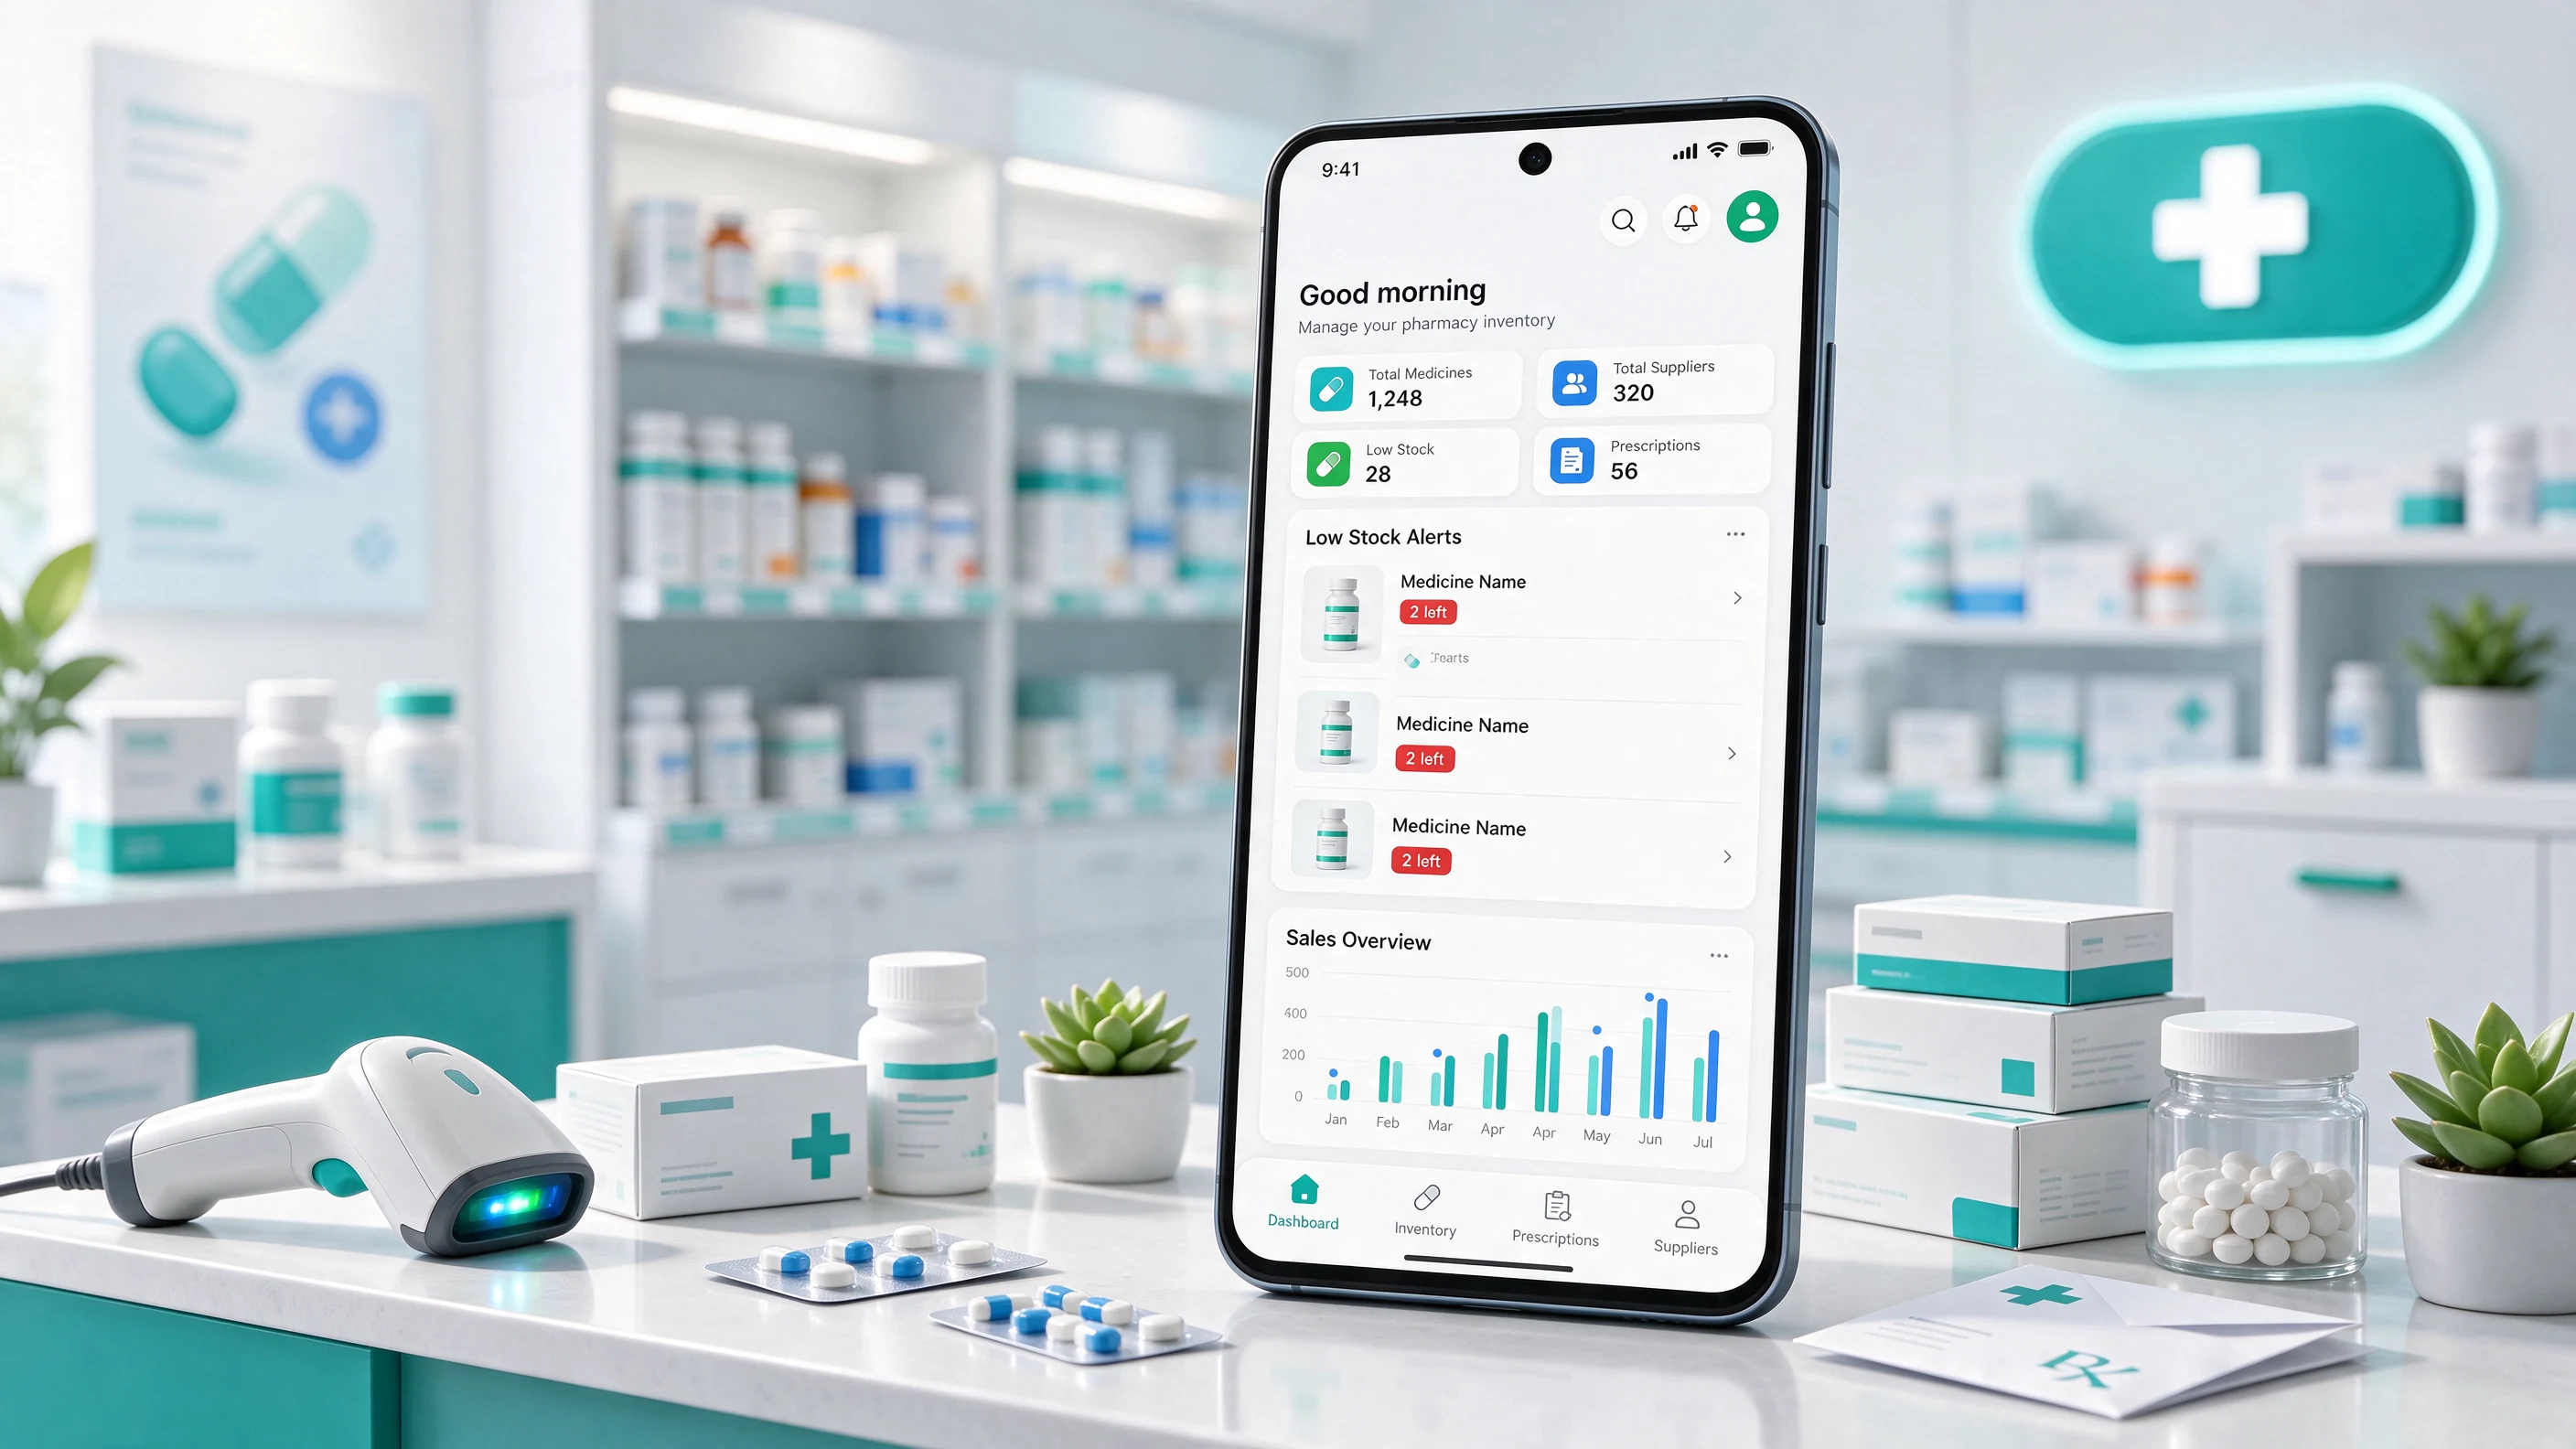 9:41
Good morning
Manage your pharmacy inventory
Total Medicines
1,248
Total Suppliers
320
Low Stock
28
Prescriptions
56
Low Stock Alerts
Medicine Name
2 left
Medicine Name
2 left
Medicine Name
2 left
Sales Overview
500
400
200
0
Jan Feb Mar Apr Apr May Jun Jul
Dashboard Inventory Prescriptions Suppliers